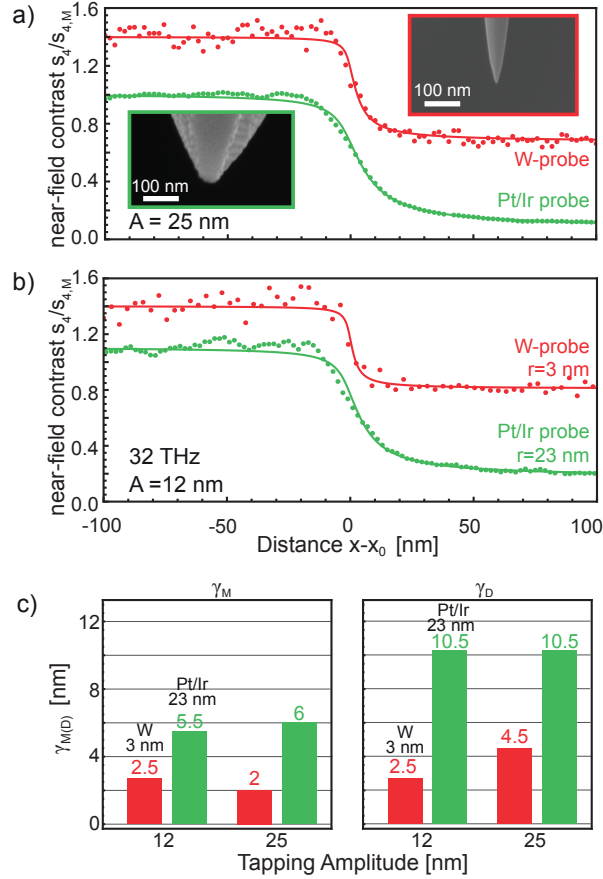 a)
near-field contrast s4/s4,M
1.6
1.2
0.8
0.4
0.0
100 nm
W-probe
100 nm
Pt/Ir probe
A = 25 nm
b)
near-field contrast s4/s4,M
1.6
1.2
0.8
0.4
0.0
W-probe
r=3 nm
Pt/Ir probe
r=23 nm
32 THz
A =12 nm
-100 -50 0 50 100
Distance x-x0 [nm]
c)
γM γD
γM(D) [nm]
12
8
4
0
W
3 nm
2.5
Pt/Ir
23 nm
5.5
2
6
W
3 nm
2.5
Pt/Ir
23 nm
10.5
4.5
10.5
12 25 12 25
Tapping Amplitude [nm]